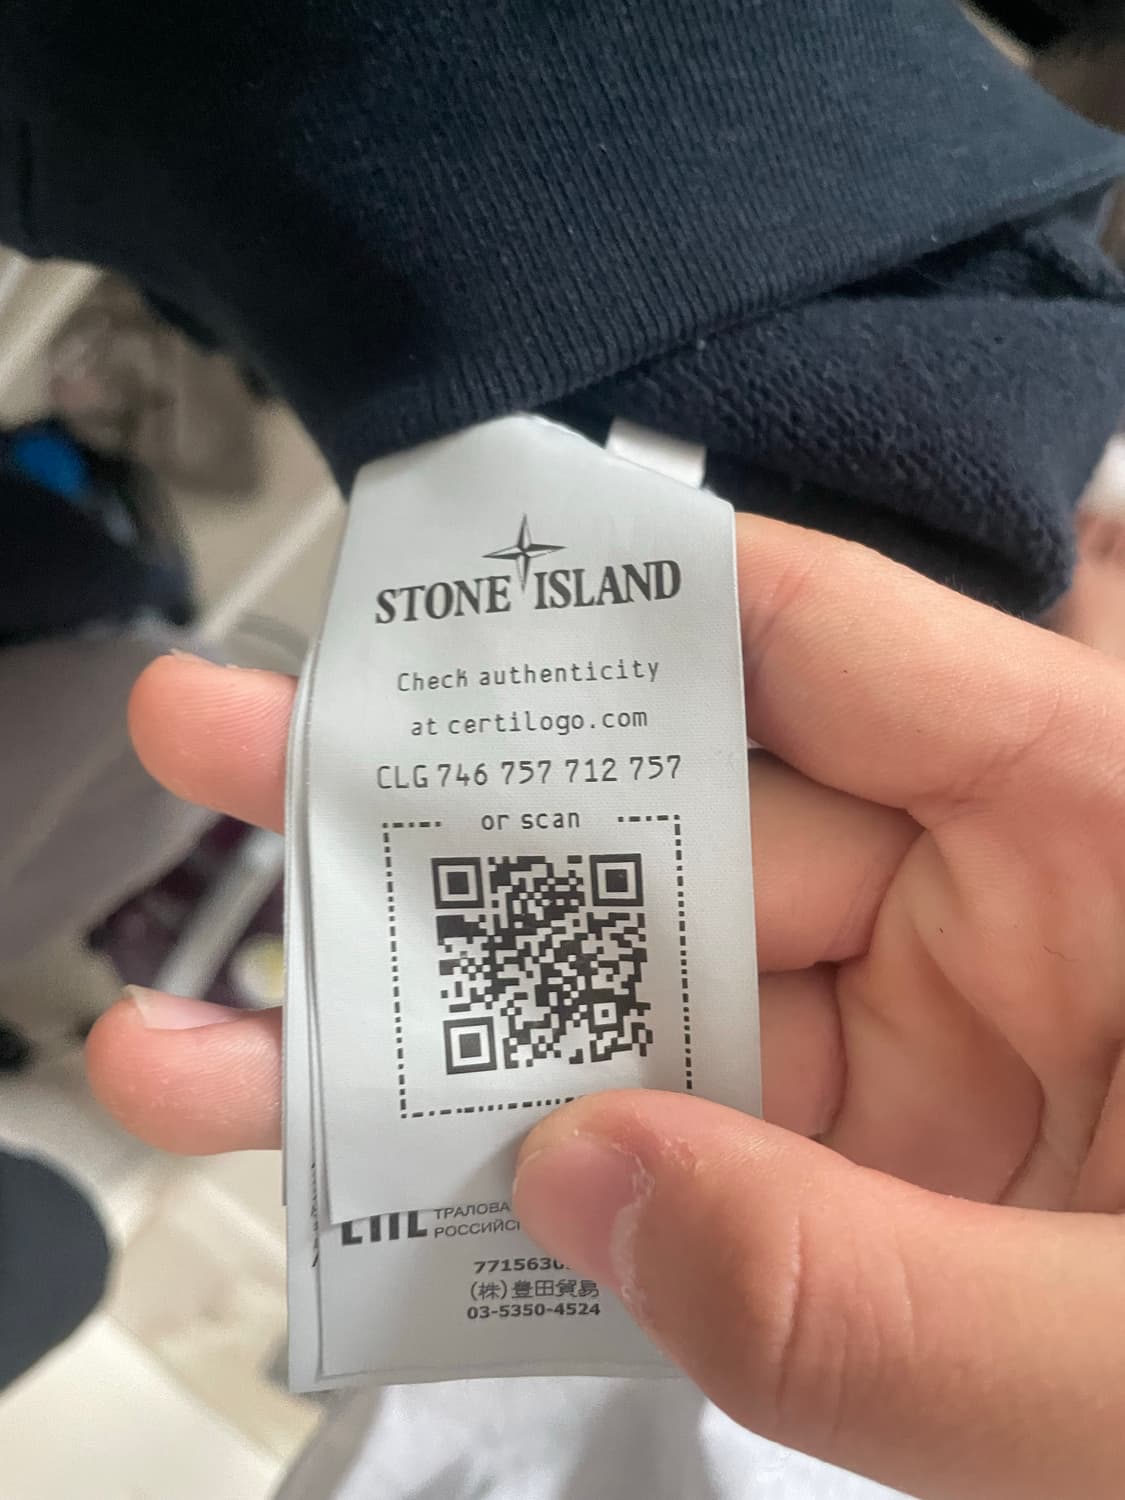 STONE ISLAND
Check authenticity
at certilogo.com
CLG 746 757 712 757
or scan
ТРАЛОВА
РОССИЙС
771563
(株)豊田貿易
03-5350-4524